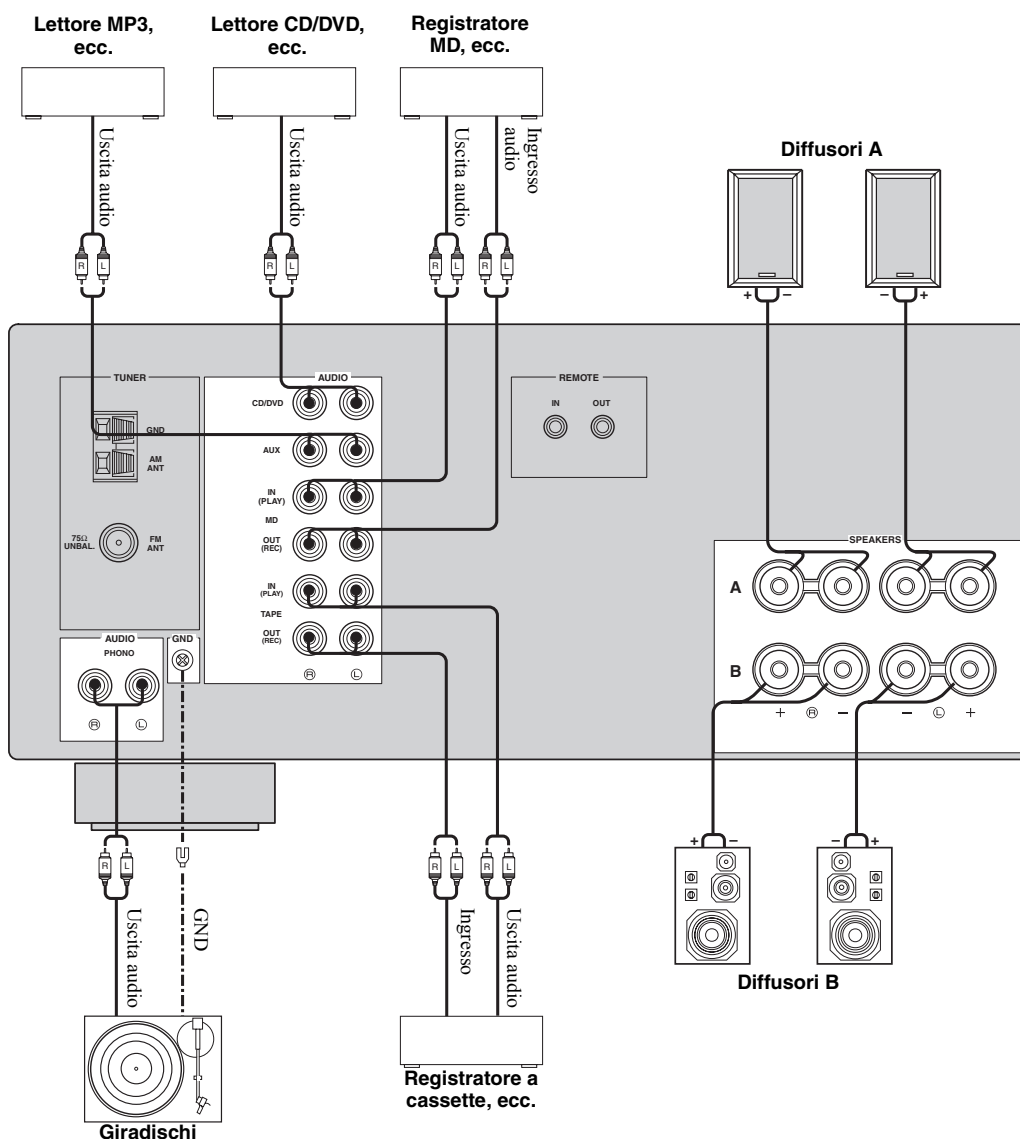 Lettore MP3,
ecc.
Lettore CD/DVD,
ecc.
Registratore
MD, ecc.
Uscita audio
Uscita audio
Uscita audio
Ingresso
audio
Diffusori A
R L
R L
R L
R L
+ – – +
TUNER
AUDIO
REMOTE
CD/DVD
IN OUT
GND
AUX
AM
ANT
IN
(PLAY)
MD
75Ω
UNBAL.
FM
ANT
OUT
(REC)
SPEAKERS
IN
(PLAY)
A
TAPE
AUDIO
GND
OUT
(REC)
PHONO
B
R L
R L
+ R – – L +
R L
R L
R L
+ – – +
Uscita audio
GND
Ingresso
Uscita audio
Diffusori B
Registratore a
cassette, ecc.
Giradischi